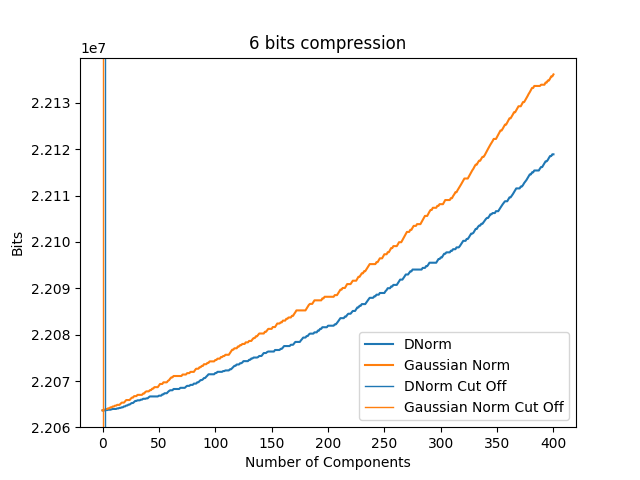 6 bits compression
1e7
2.213
2.212
2.211
2.210
2.209
2.208
2.207
2.206
Bits
0 50 100 150 200 250 300 350 400
Number of Components
DNorm
Gaussian Norm
DNorm Cut Off
Gaussian Norm Cut Off